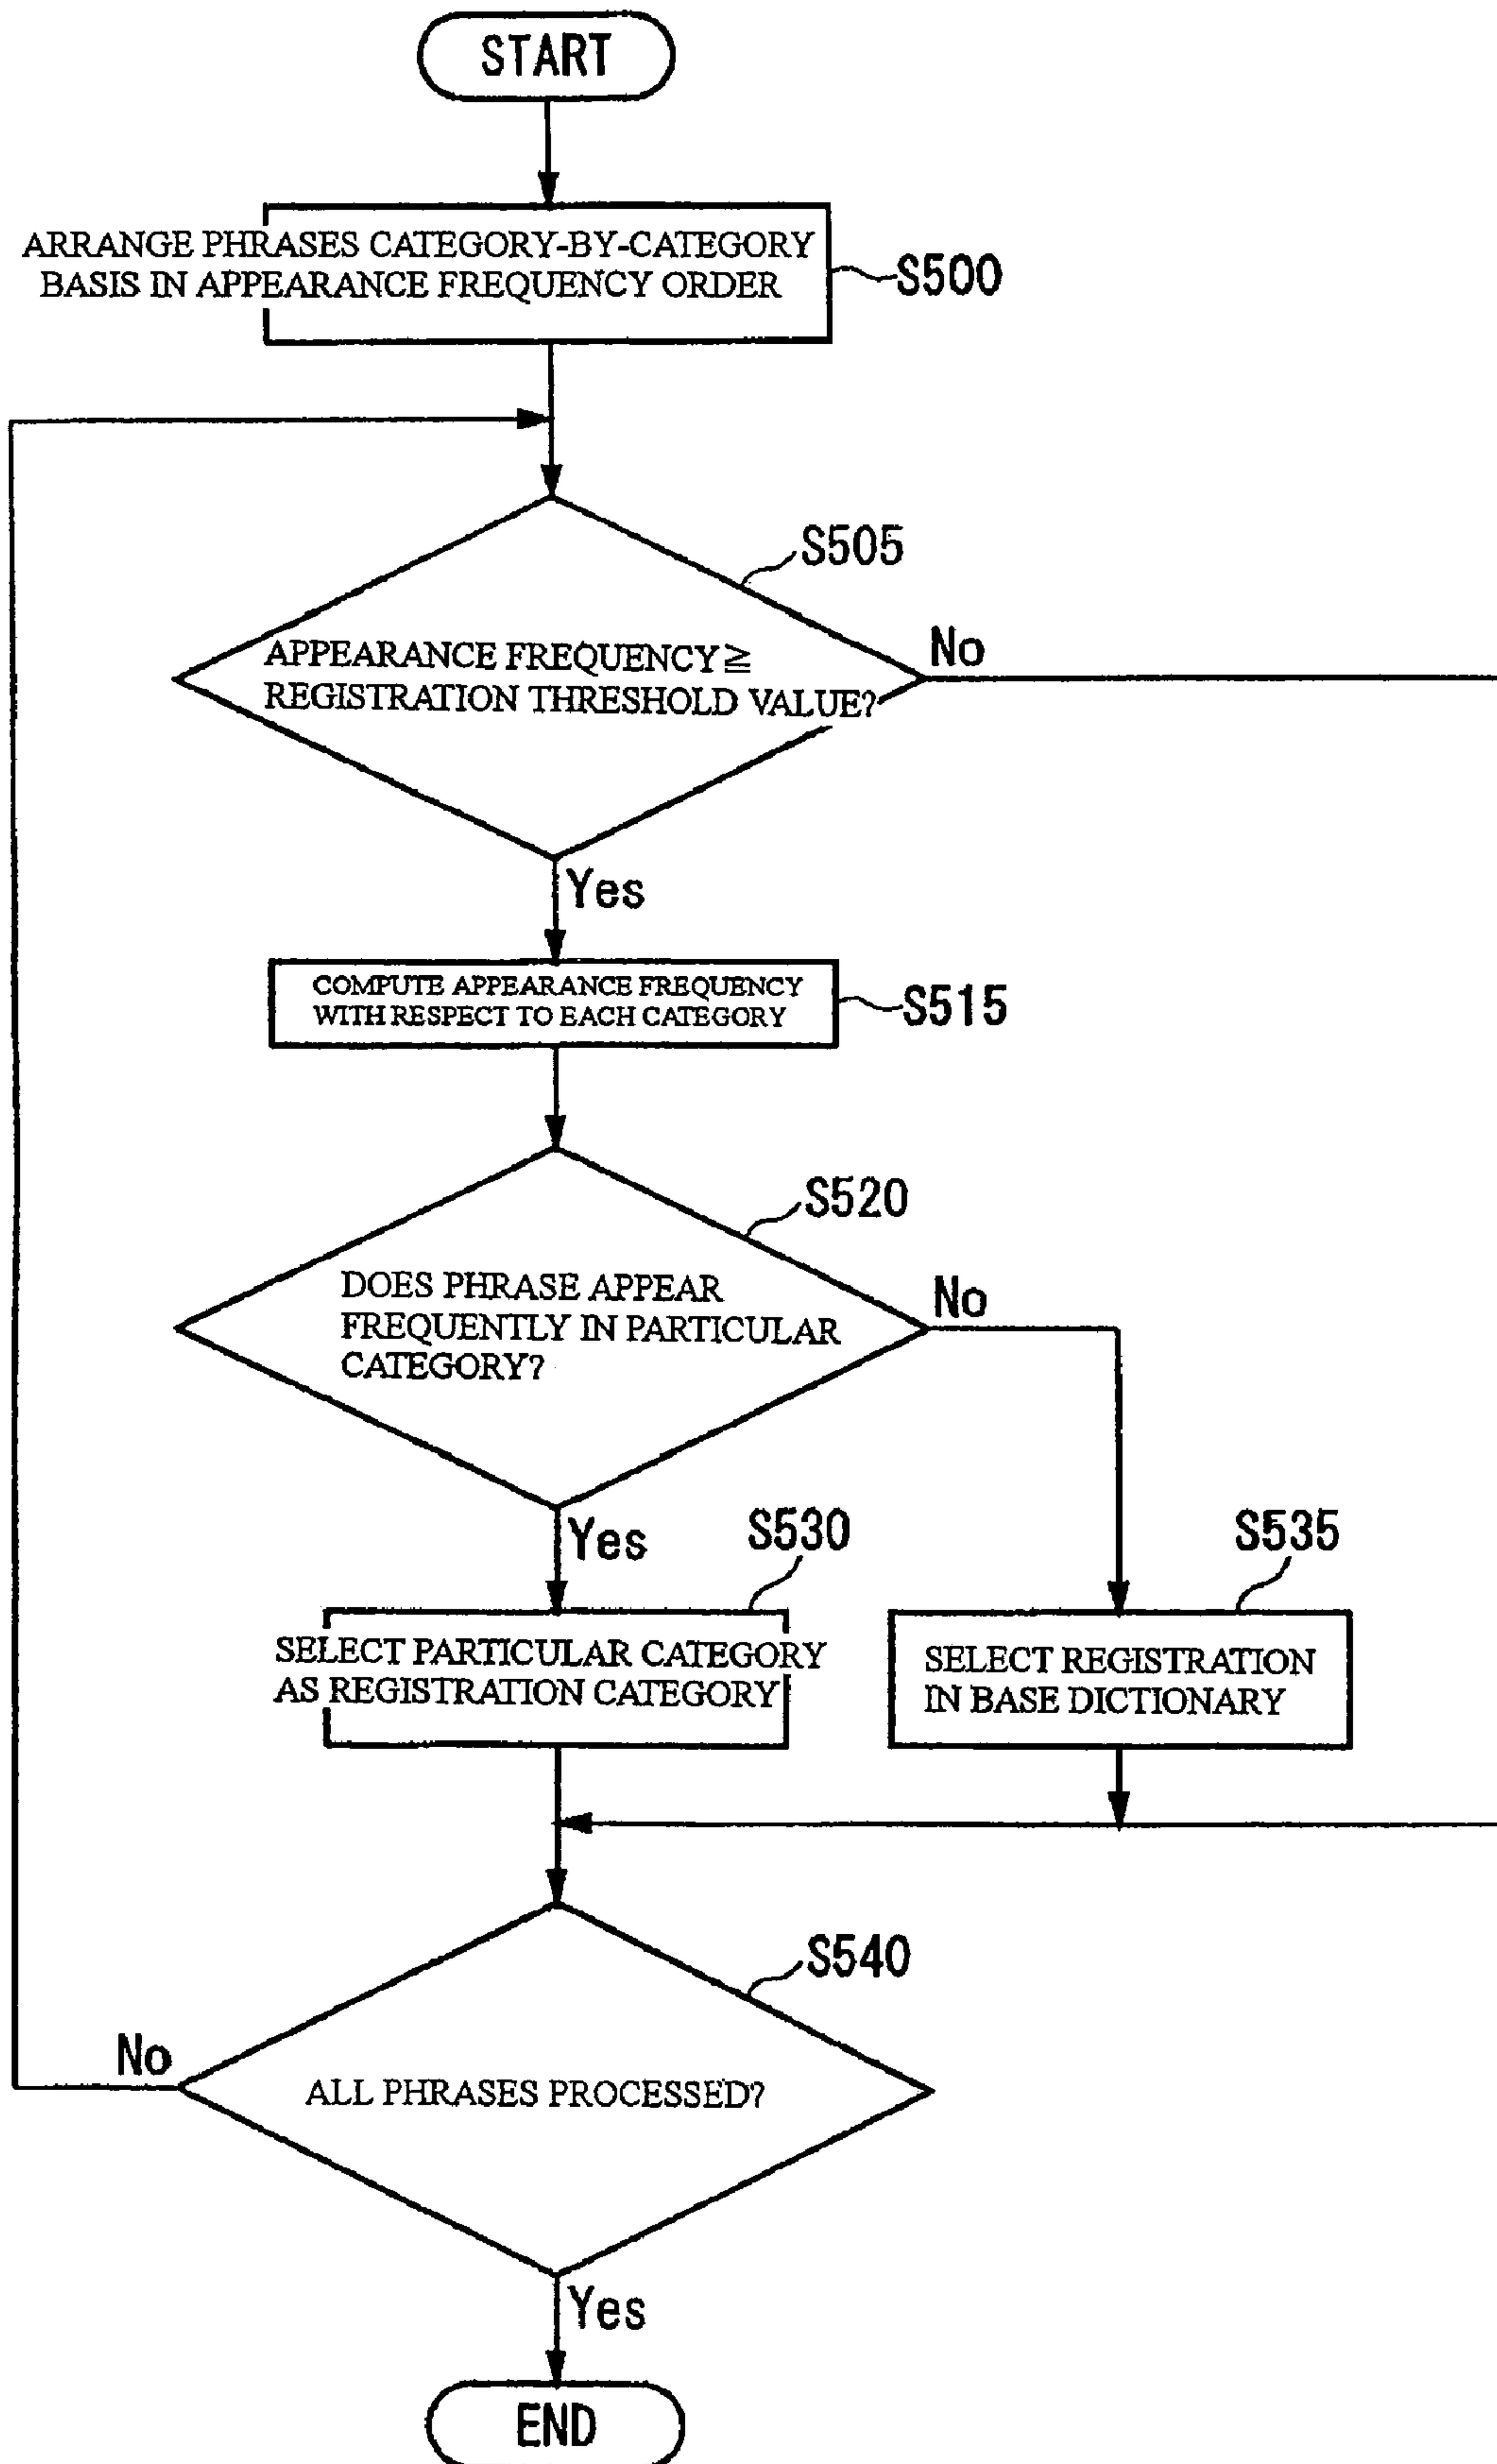 START
ARRANGE PHRASES CATEGORY-BY-CATEGORY
BASIS IN APPEARANCE FREQUENCY ORDER
S500
S505
APPEARANCE FREQUENCY≧
REGISTRATION THRESHOLD VALUE?
No
Yes
COMPUTE APPEARANCE FREQUENCY
WITH RESPECT TO EACH CATEGORY
S515
S520
DOES PHRASE APPEAR
FREQUENTLY IN PARTICULAR
CATEGORY?
No
Yes
S530
SELECT PARTICULAR CATEGORY
AS REGISTRATION CATEGORY
S535
SELECT REGISTRATION
IN BASE DICTIONARY
S540
ALL PHRASES PROCESSED?
No
Yes
END